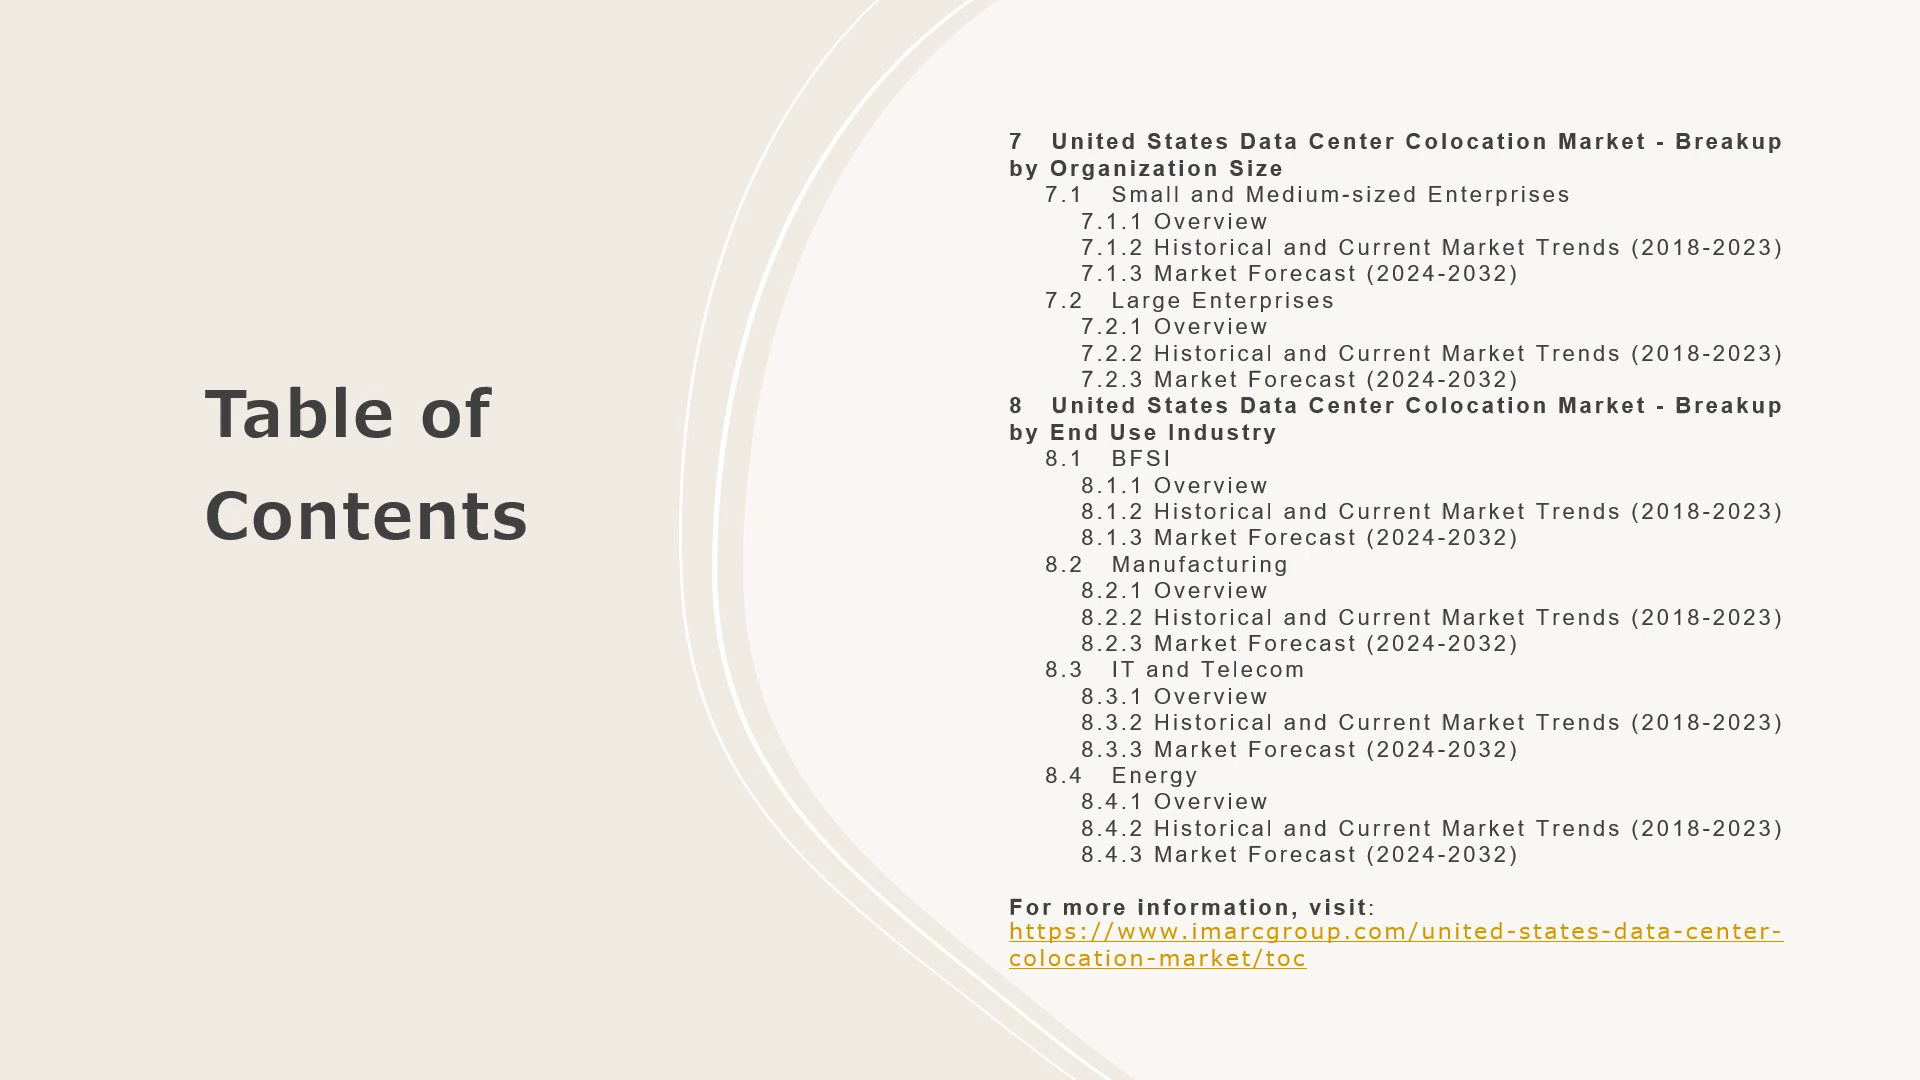 Table of
Contents
7 United States Data Center Colocation Market - Breakup
by Organization Size
7.1 Small and Medium-sized Enterprises
7.1.1 Overview
7.1.2 Historical and Current Market Trends (2018-2023)
7.1.3 Market Forecast (2024-2032)
7.2 Large Enterprises
7.2.1 Overview
7.2.2 Historical and Current Market Trends (2018-2023)
7.2.3 Market Forecast (2024-2032)
8 United States Data Center Colocation Market - Breakup
by End Use Industry
8.1 BFSI
8.1.1 Overview
8.1.2 Historical and Current Market Trends (2018-2023)
8.1.3 Market Forecast (2024-2032)
8.2 Manufacturing
8.2.1 Overview
8.2.2 Historical and Current Market Trends (2018-2023)
8.2.3 Market Forecast (2024-2032)
8.3 IT and Telecom
8.3.1 Overview
8.3.2 Historical and Current Market Trends (2018-2023)
8.3.3 Market Forecast (2024-2032)
8.4 Energy
8.4.1 Overview
8.4.2 Historical and Current Market Trends (2018-2023)
8.4.3 Market Forecast (2024-2032)
For more information, visit:
https://www.imarcgroup.com/united-states-data-center-
colocation-market/toc